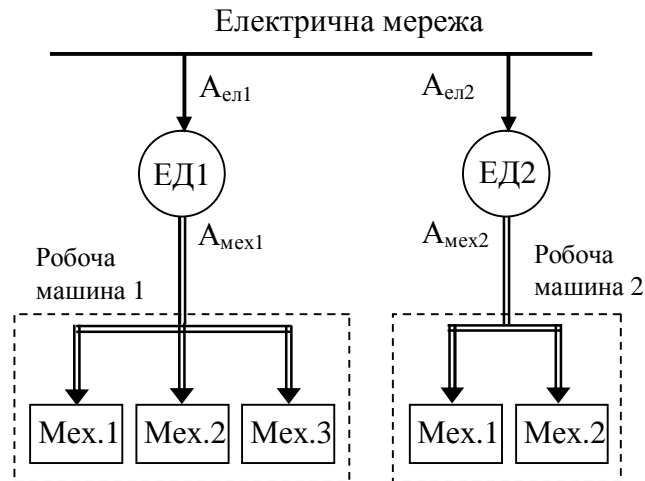 Електрична мережа
Аел1
Аел2
ЕД1
ЕД2
Амех1
Амех2
Робоча
машина 1
Робоча
машина 2
Мех.1
Мех.2
Мех.3
Мех.1
Мех.2